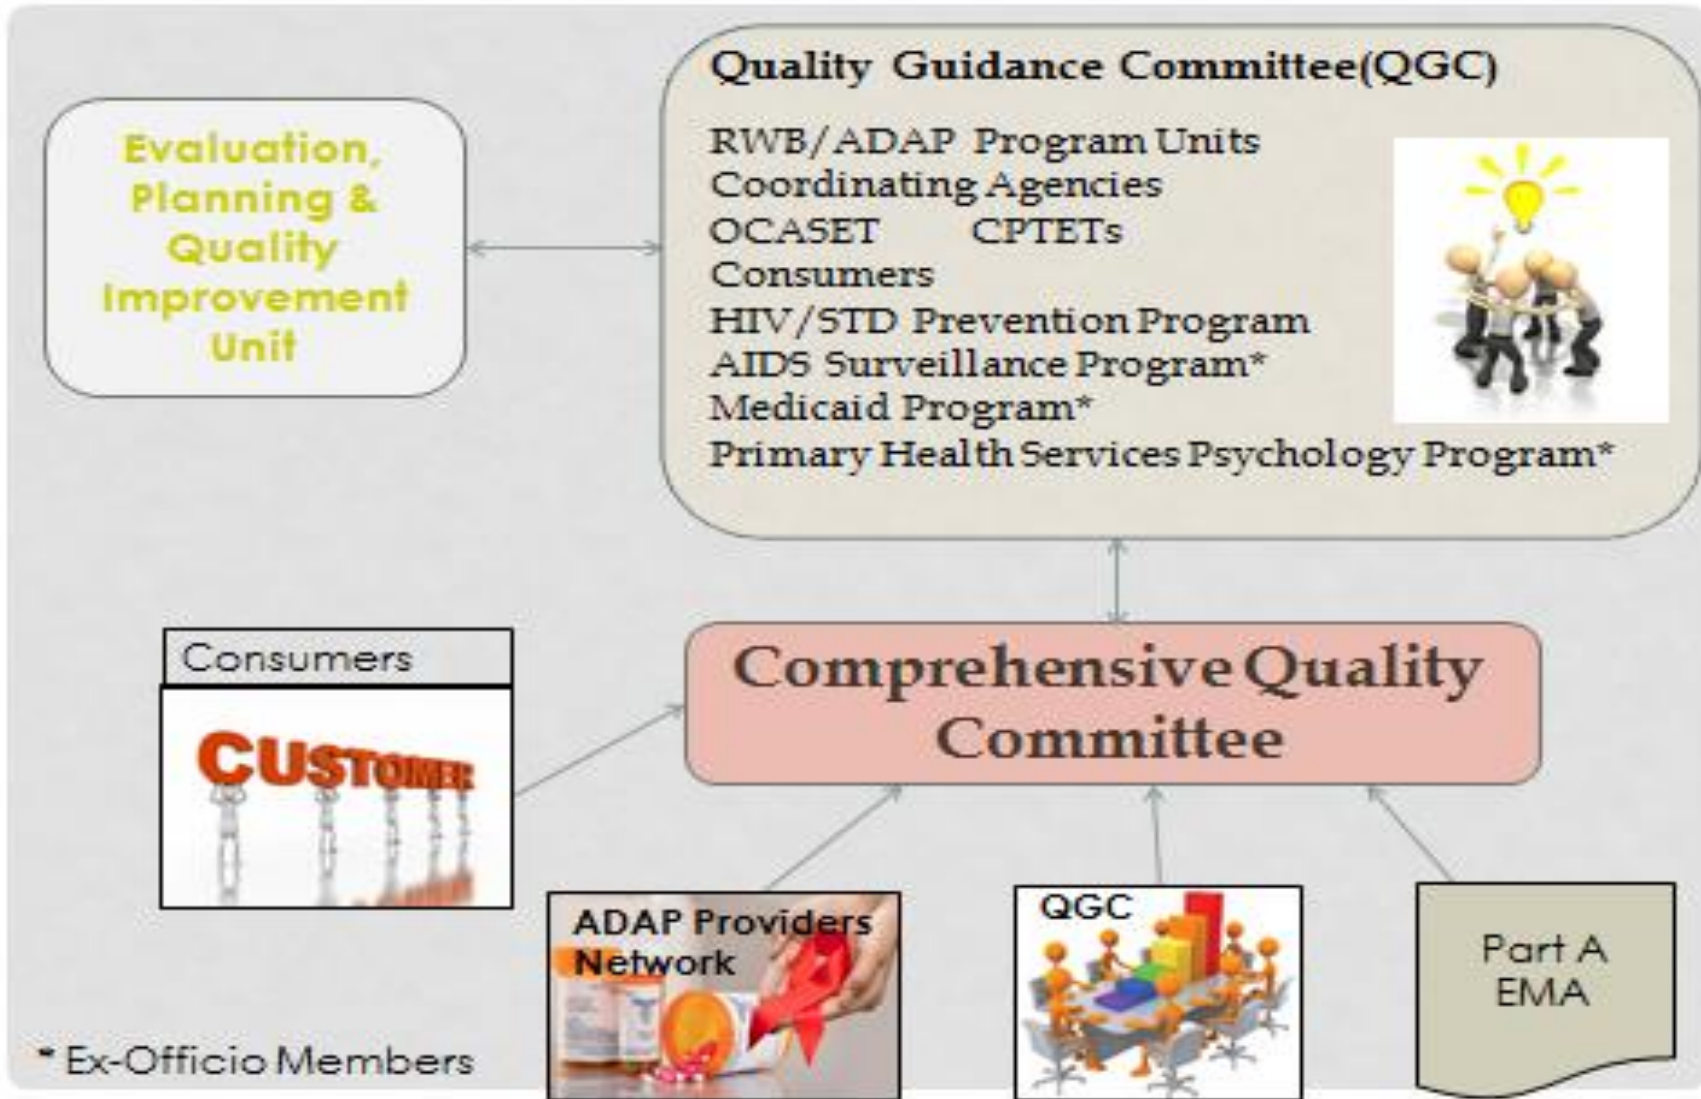 Evaluation,
Planning &
Quality
Improvement
Unit
Quality Guidance Committee(QGC)
RWB/ADAP Program Units
Coordinating Agencies
OCASET CPTETs
Consumers
HIV/STD Prevention Program
AIDS Surveillance Program*
Medicaid Program*
Primary Health Services Psychology Program*
Comprehensive Quality
Committee
Consumers
CUSTOMER
ADAP Providers
Network
QGC
Part A
EMA
* Ex-Officio Members